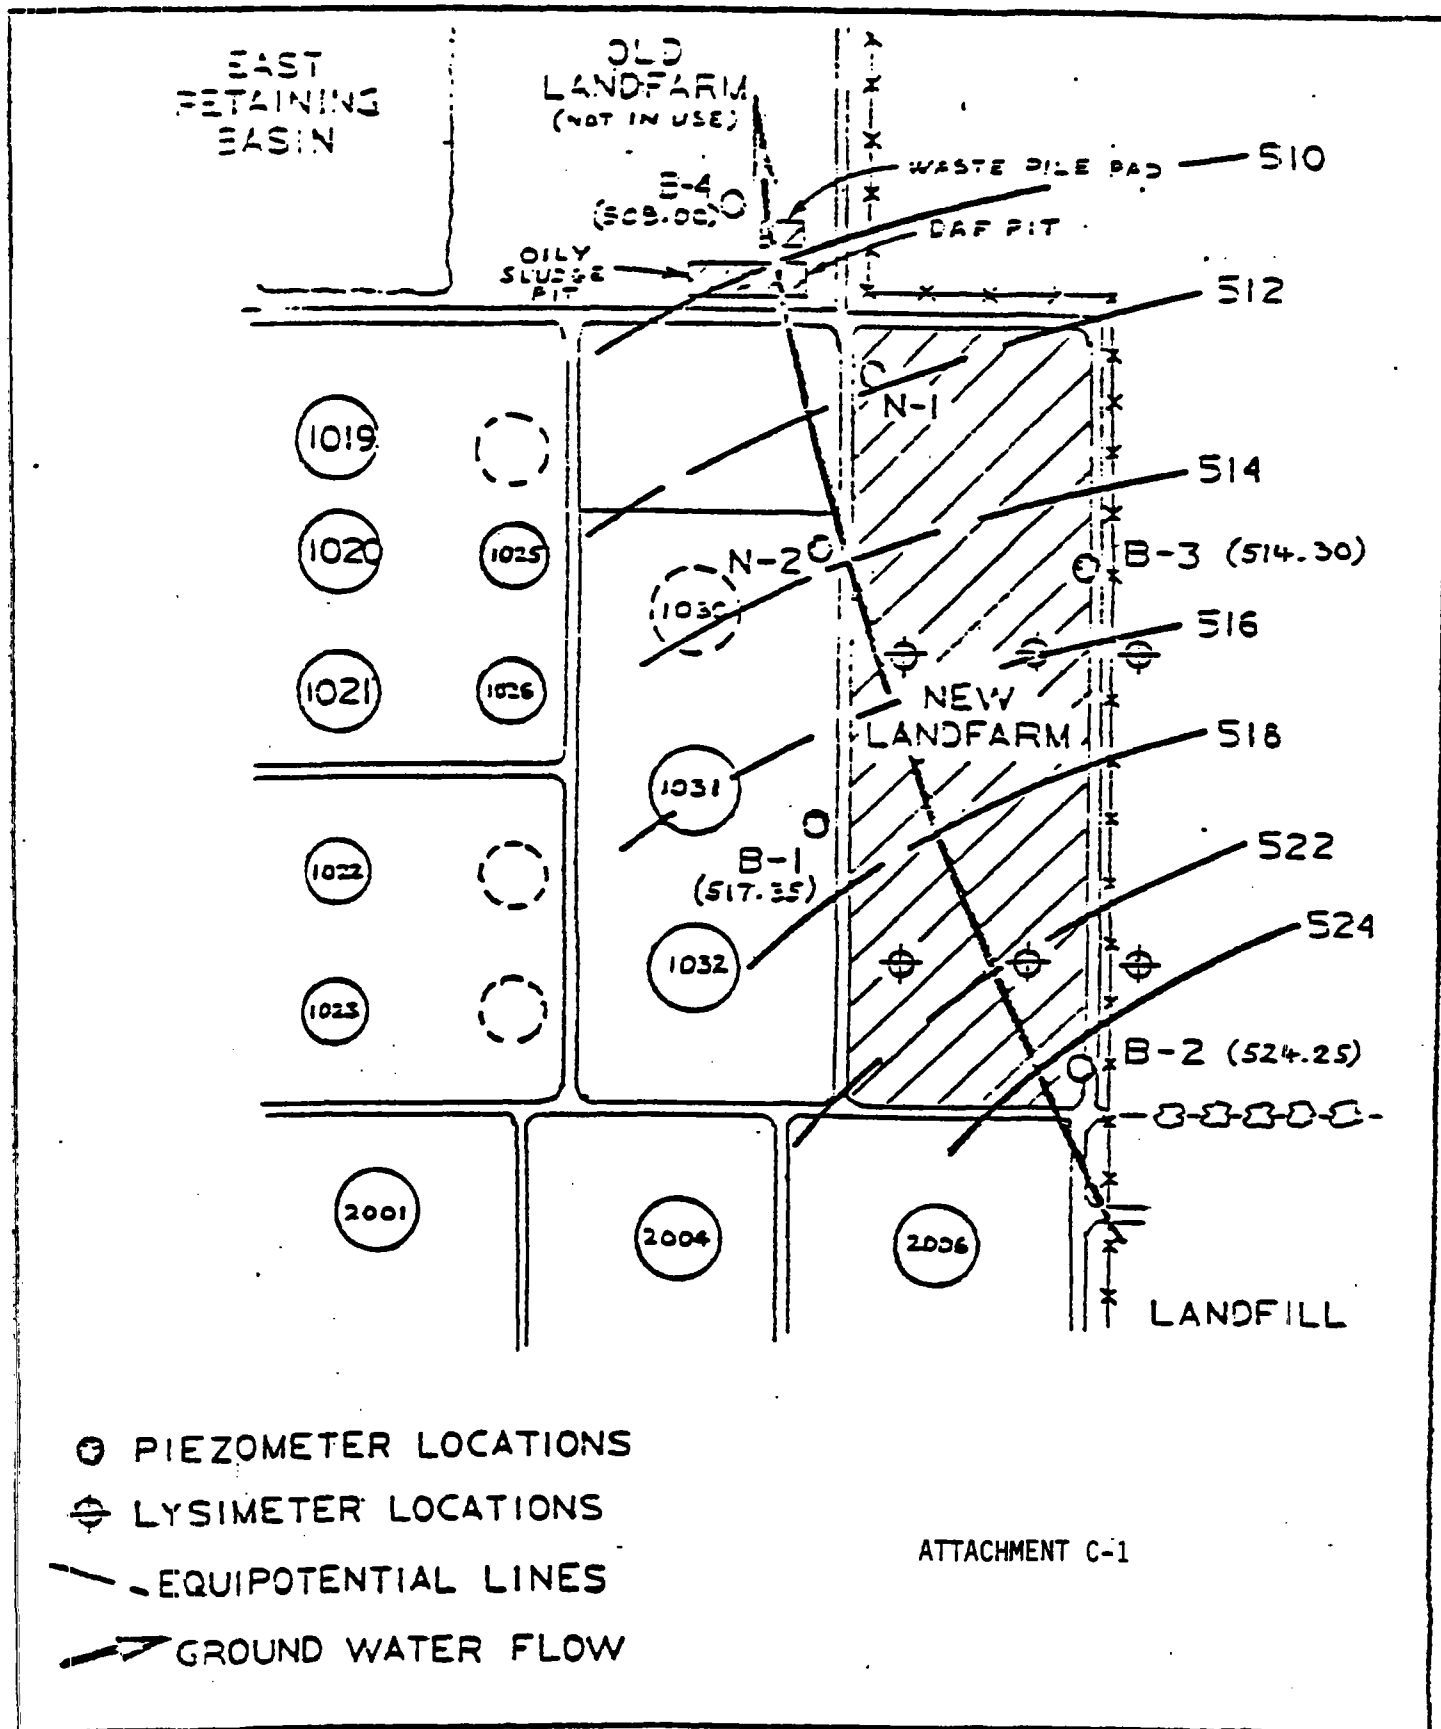 EAST
RETAINING
BASIN
OLD
LANDFARM
(NOT IN USE)
WASTE PILE PAD
510
B-4
DAF PIT
OILY
SLUDGE
PIT
512
N-1
1019
514
1020
1025
N-2
B-3 (514.30)
1030
516
1021
1026
NEW
LANDFARM
518
1031
B-1
522
1022
524
1032
1023
B-2 (524.25)
2001
2004
2006
LANDFILL
PIEZOMETER LOCATIONS
LYSIMETER LOCATIONS
EQUIPOTENTIAL LINES
GROUND WATER FLOW
ATTACHMENT C-1